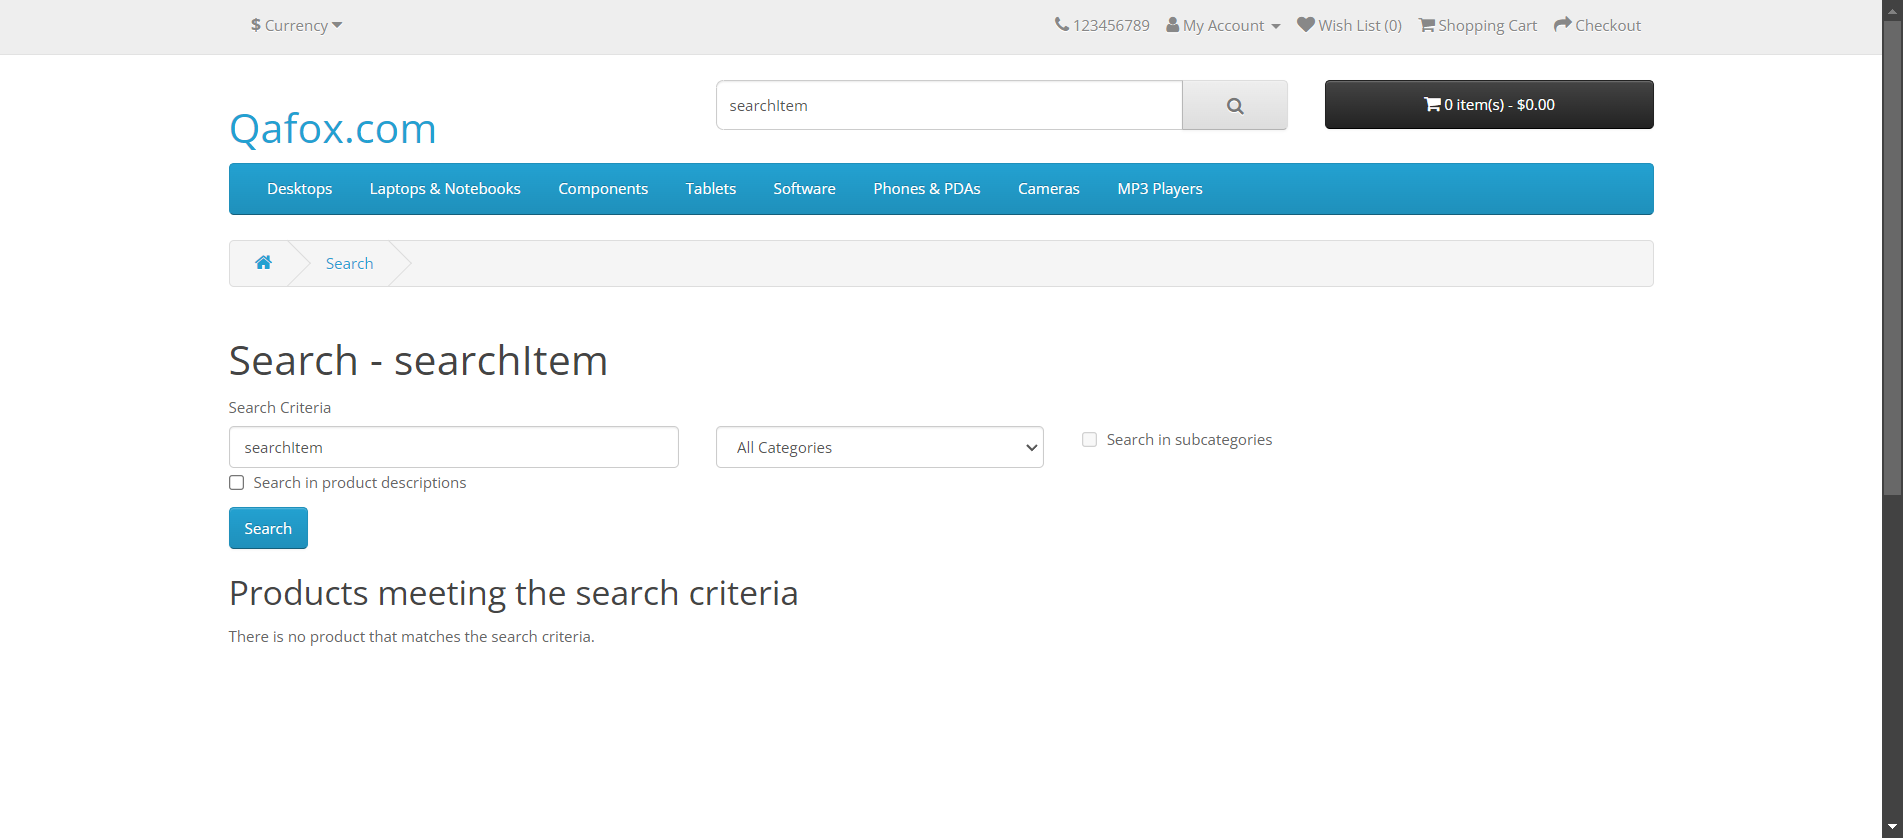 $ Currency
123456789 My Account Wish List (0) Shopping Cart Checkout
Qafox.com
searchItem
0 item(s) - $0.00
Desktops Laptops & Notebooks Components Tablets Software Phones & PDAs Cameras MP3 Players
Search
Search - searchItem
Search Criteria
searchItem
All Categories
Search in subcategories
Search in product descriptions
Search
Products meeting the search criteria
There is no product that matches the search criteria.